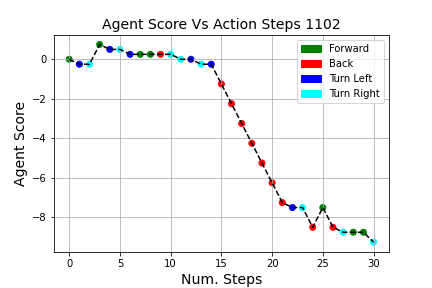 Agent Score Vs Action Steps 1102
Forward
Back
Turn Left
Turn Right
Agent Score
0
−2
−4
−6
−8
0 5 10 15 20 25 30
Num. Steps